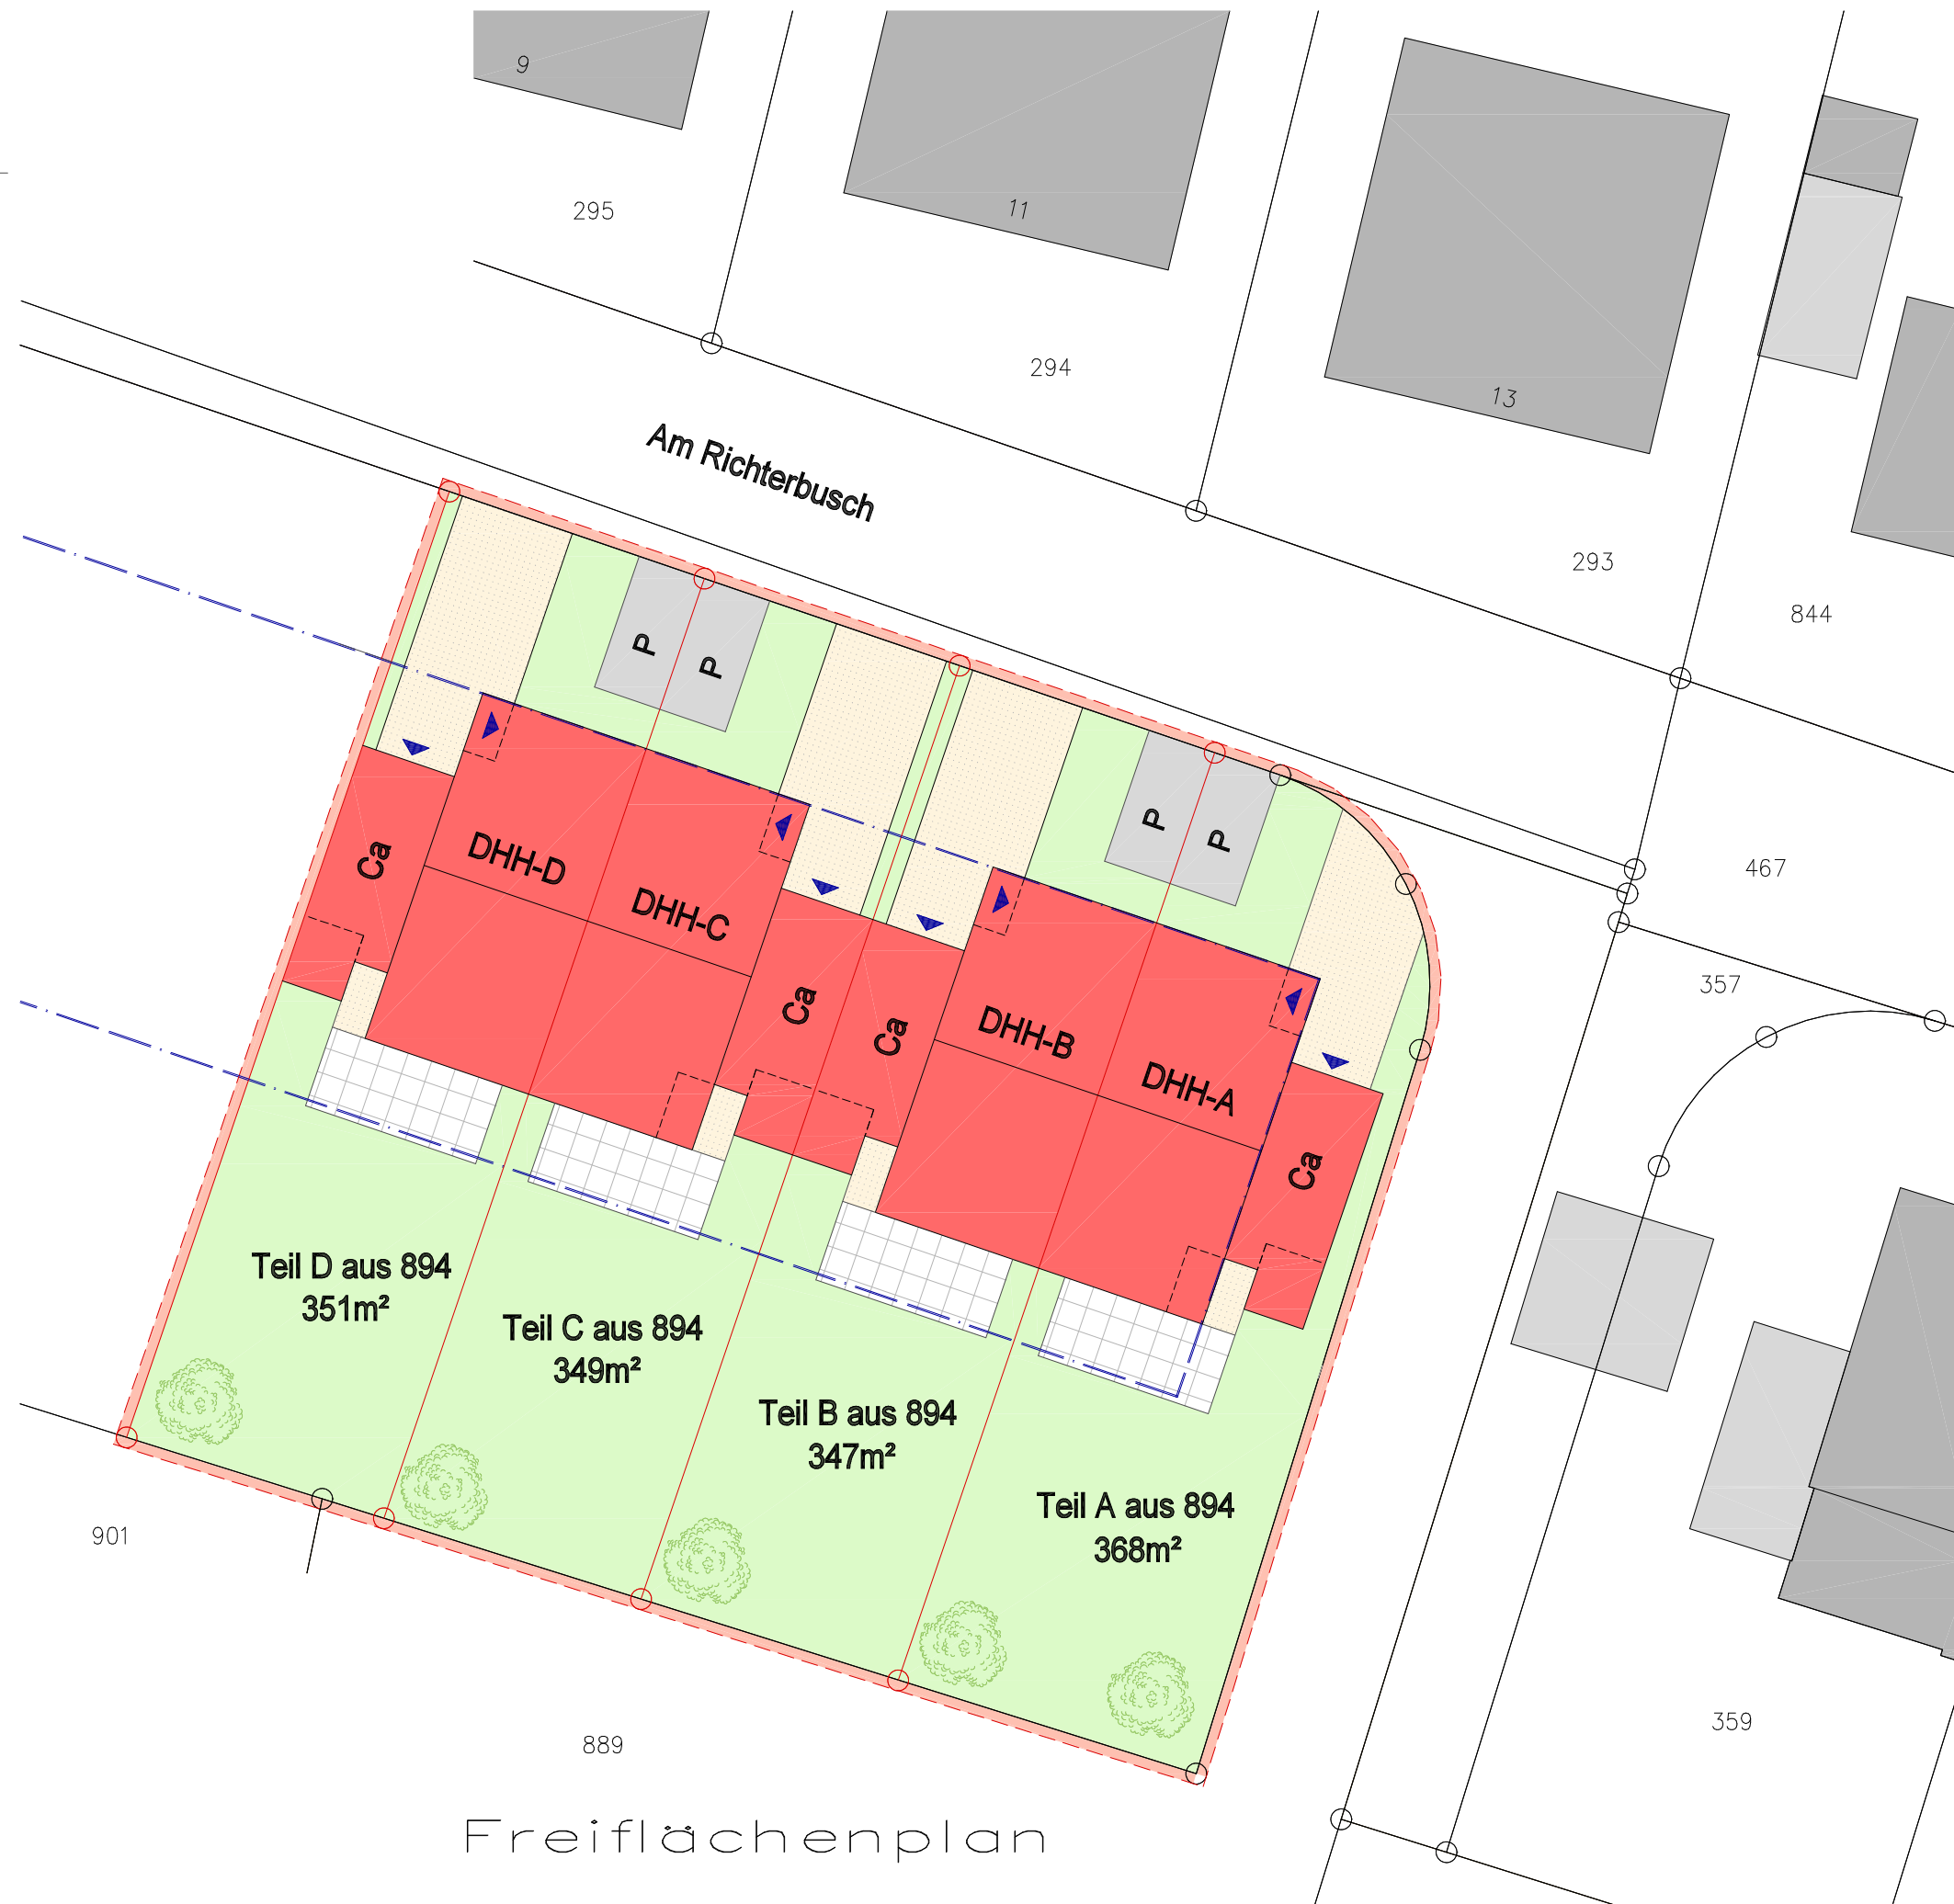 9
295
11
294
13
Am Richterbusch
293
844
P
P
467
P
P
Ca
DHH-D
DHH-C
357
Ca
Ca
DHH-B
DHH-A
Ca
Teil D aus 894
351m²
Teil C aus 894
349m²
Teil B aus 894
347m²
Teil A aus 894
368m²
901
889
359
Freiflächenplan